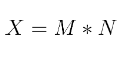 X = M * N